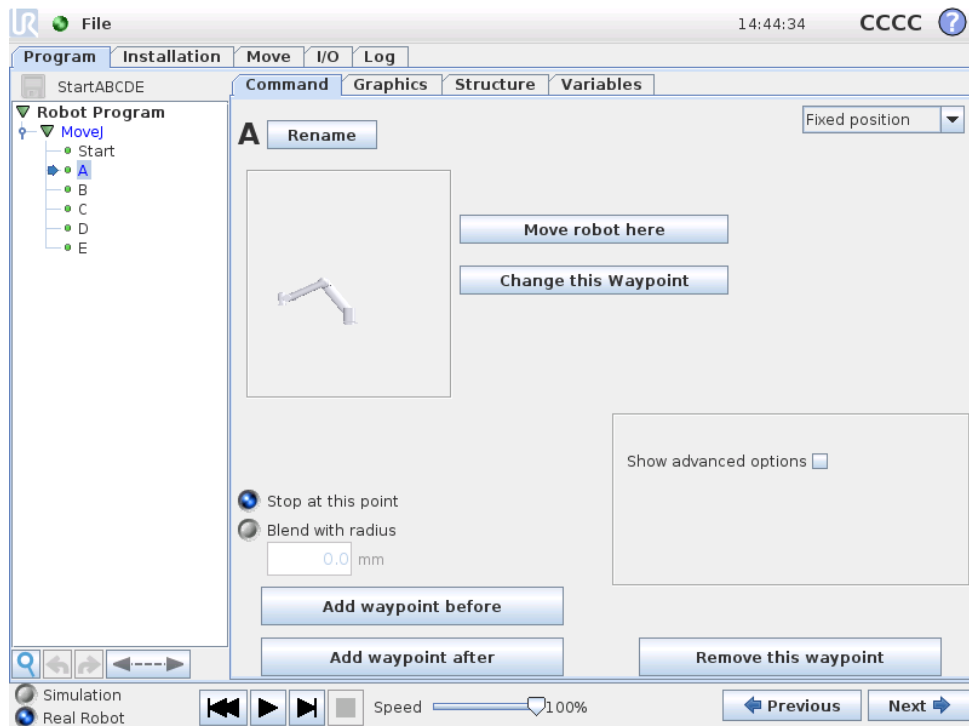 UR File 14:44:34 CCCC ?
Program Installation Move I/O Log
StartABCDE
Command Graphics Structure Variables
Robot Program
MoveJ
Start
A
B
C
D
E
A Rename
Fixed position
Move robot here
Change this Waypoint
Show advanced options
Stop at this point
Blend with radius
0.0 mm
Add waypoint before
Add waypoint after
Remove this waypoint
Simulation
Real Robot
Speed 100%
Previous Next